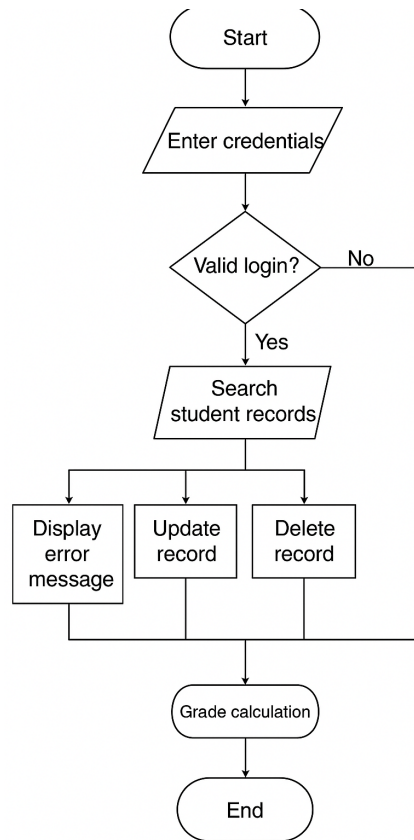 Start
Enter credentials
Valid login?
No
Yes
Search
student records
Display
error
message
Update
record
Delete
record
Grade calculation
End